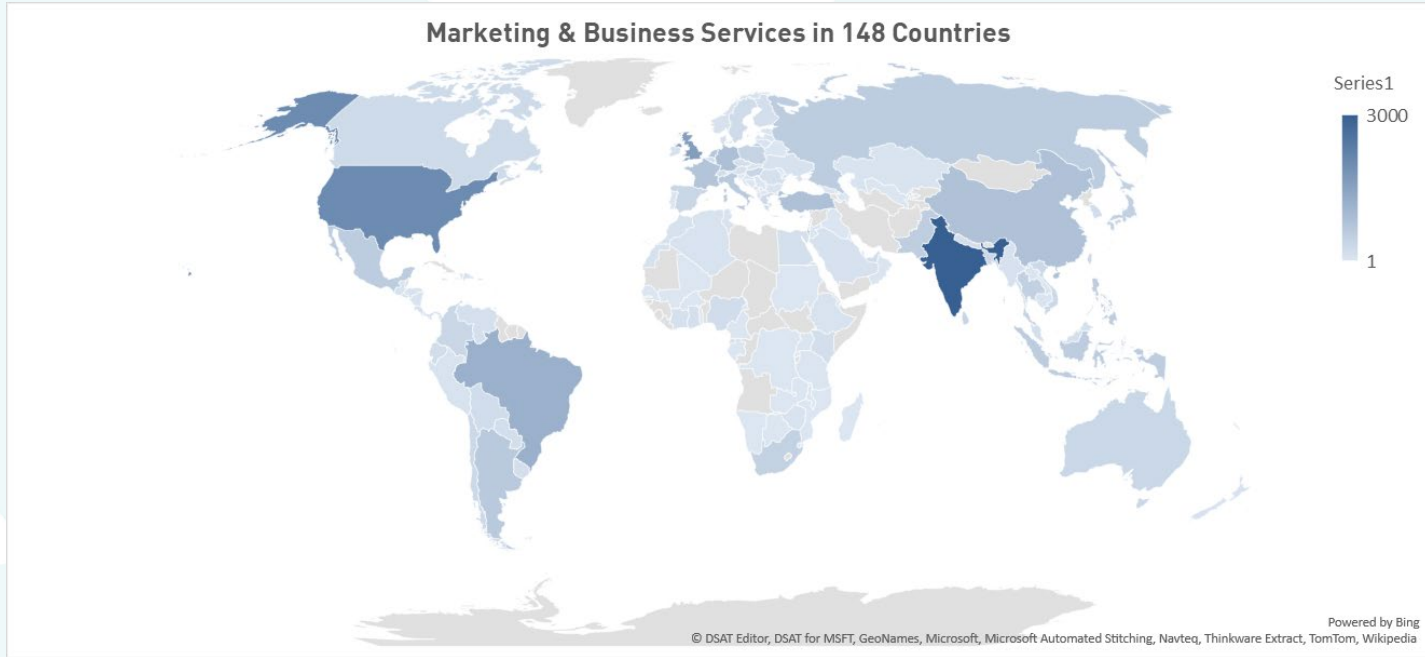 Marketing & Business Services in 148 Countries
Series1
3000
1
Powered by Bing
© DSAT Editor, DSAT for MSFT, GeoNames, Microsoft, Microsoft Automated Stitching, Navteq, Thinkware Extract, TomTom, Wikipedia